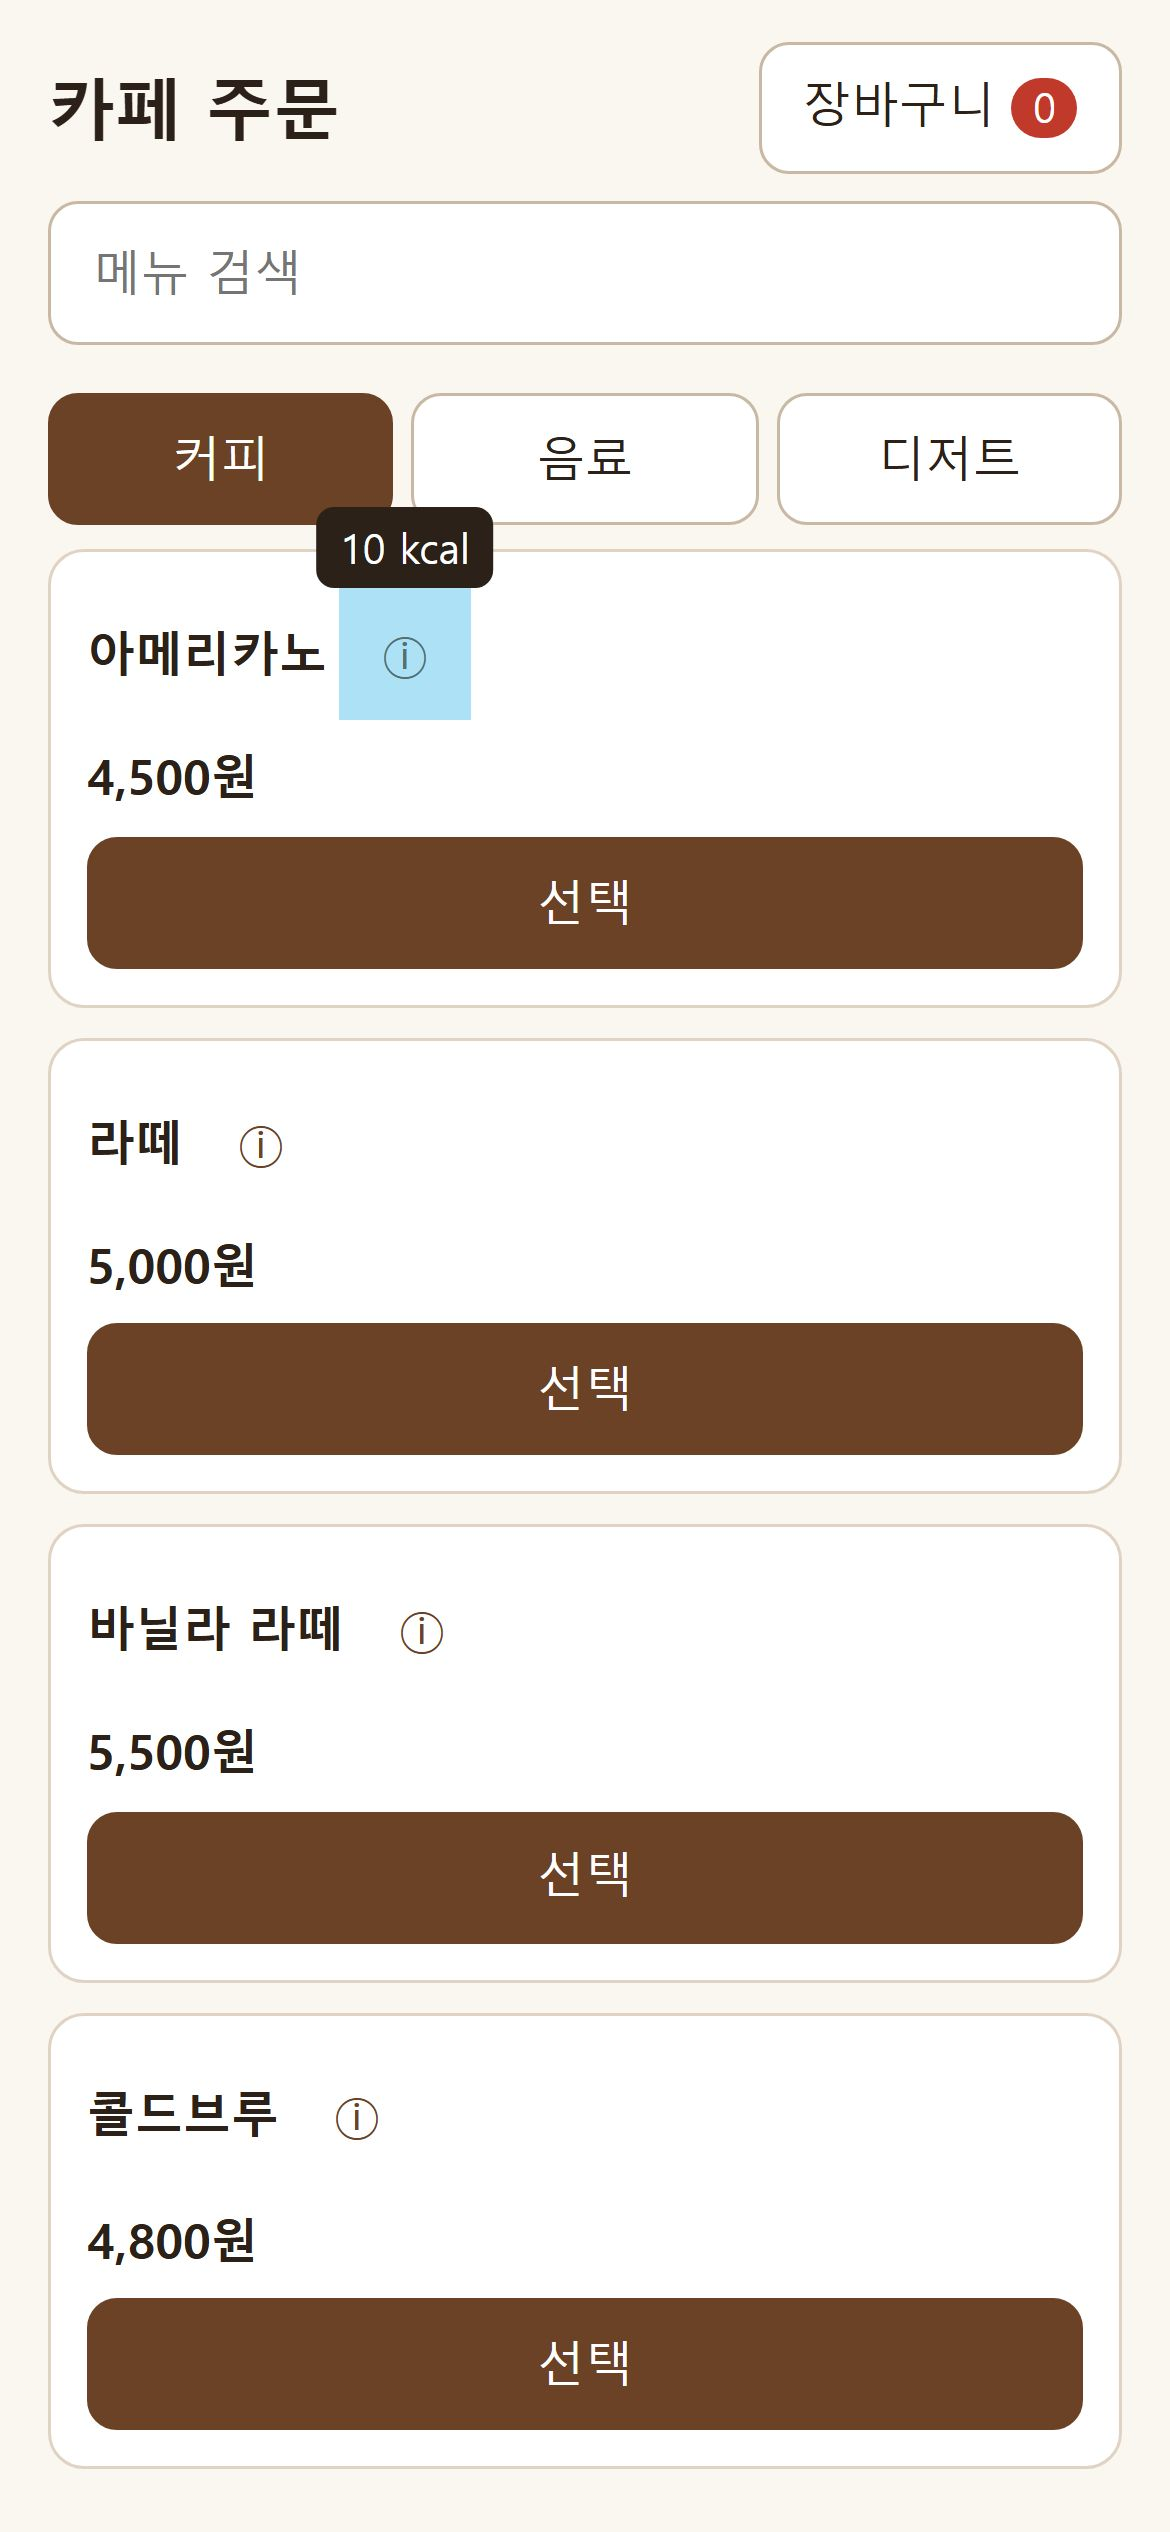 카페 주문
장바구니 0
메뉴 검색
커피 음료 디저트
10 kcal
아메리카노 ⓘ
4,500원
선택
라떼 ⓘ
5,000원
선택
바닐라 라떼 ⓘ
5,500원
선택
콜드브루 ⓘ
4,800원
선택